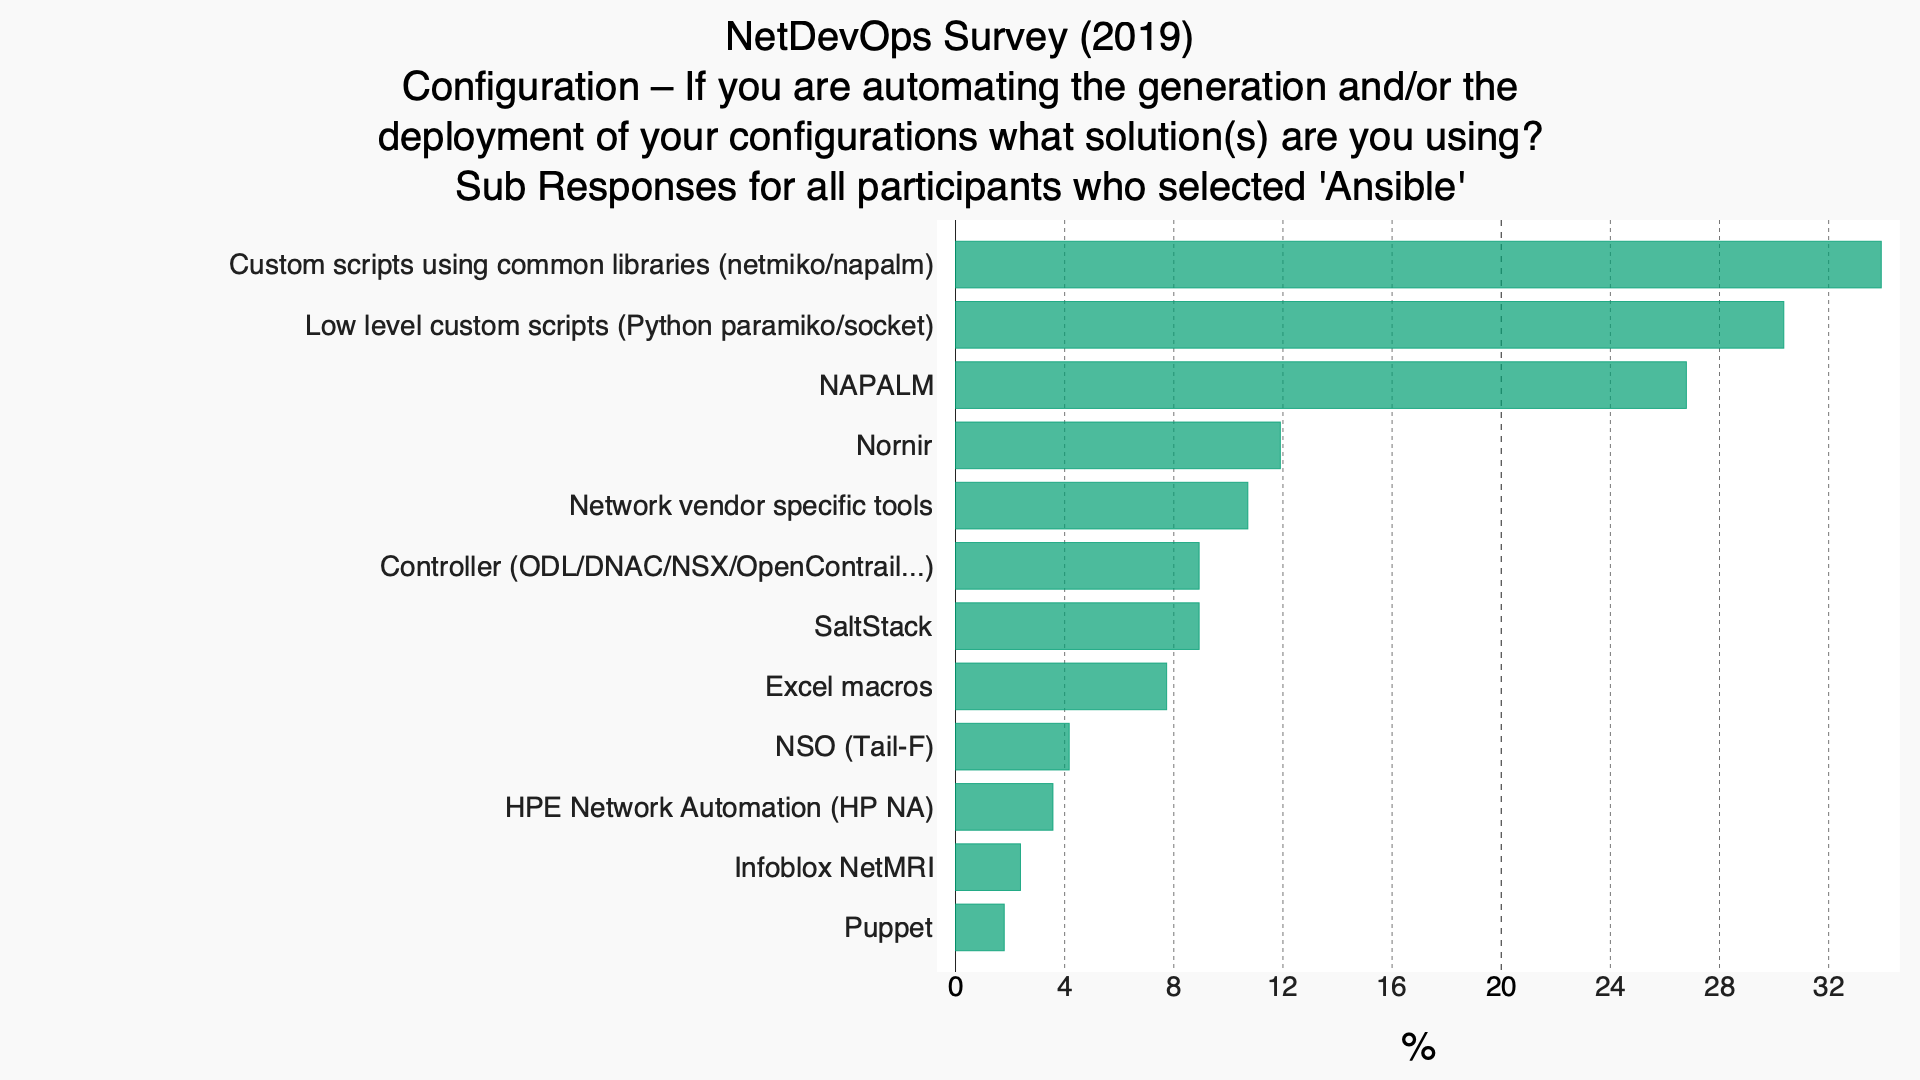 NetDevOps Survey (2019)
Configuration – If you are automating the generation and/or the
deployment of your configurations what solution(s) are you using?
Sub Responses for all participants who selected 'Ansible'
Custom scripts using common libraries (netmiko/napalm)
Low level custom scripts (Python paramiko/socket)
NAPALM
Nornir
Network vendor specific tools
Controller (ODL/DNAC/NSX/OpenContrail...)
SaltStack
Excel macros
NSO (Tail-F)
HPE Network Automation (HP NA)
Infoblox NetMRI
Puppet
0 4 8 12 16 20 24 28 32
%